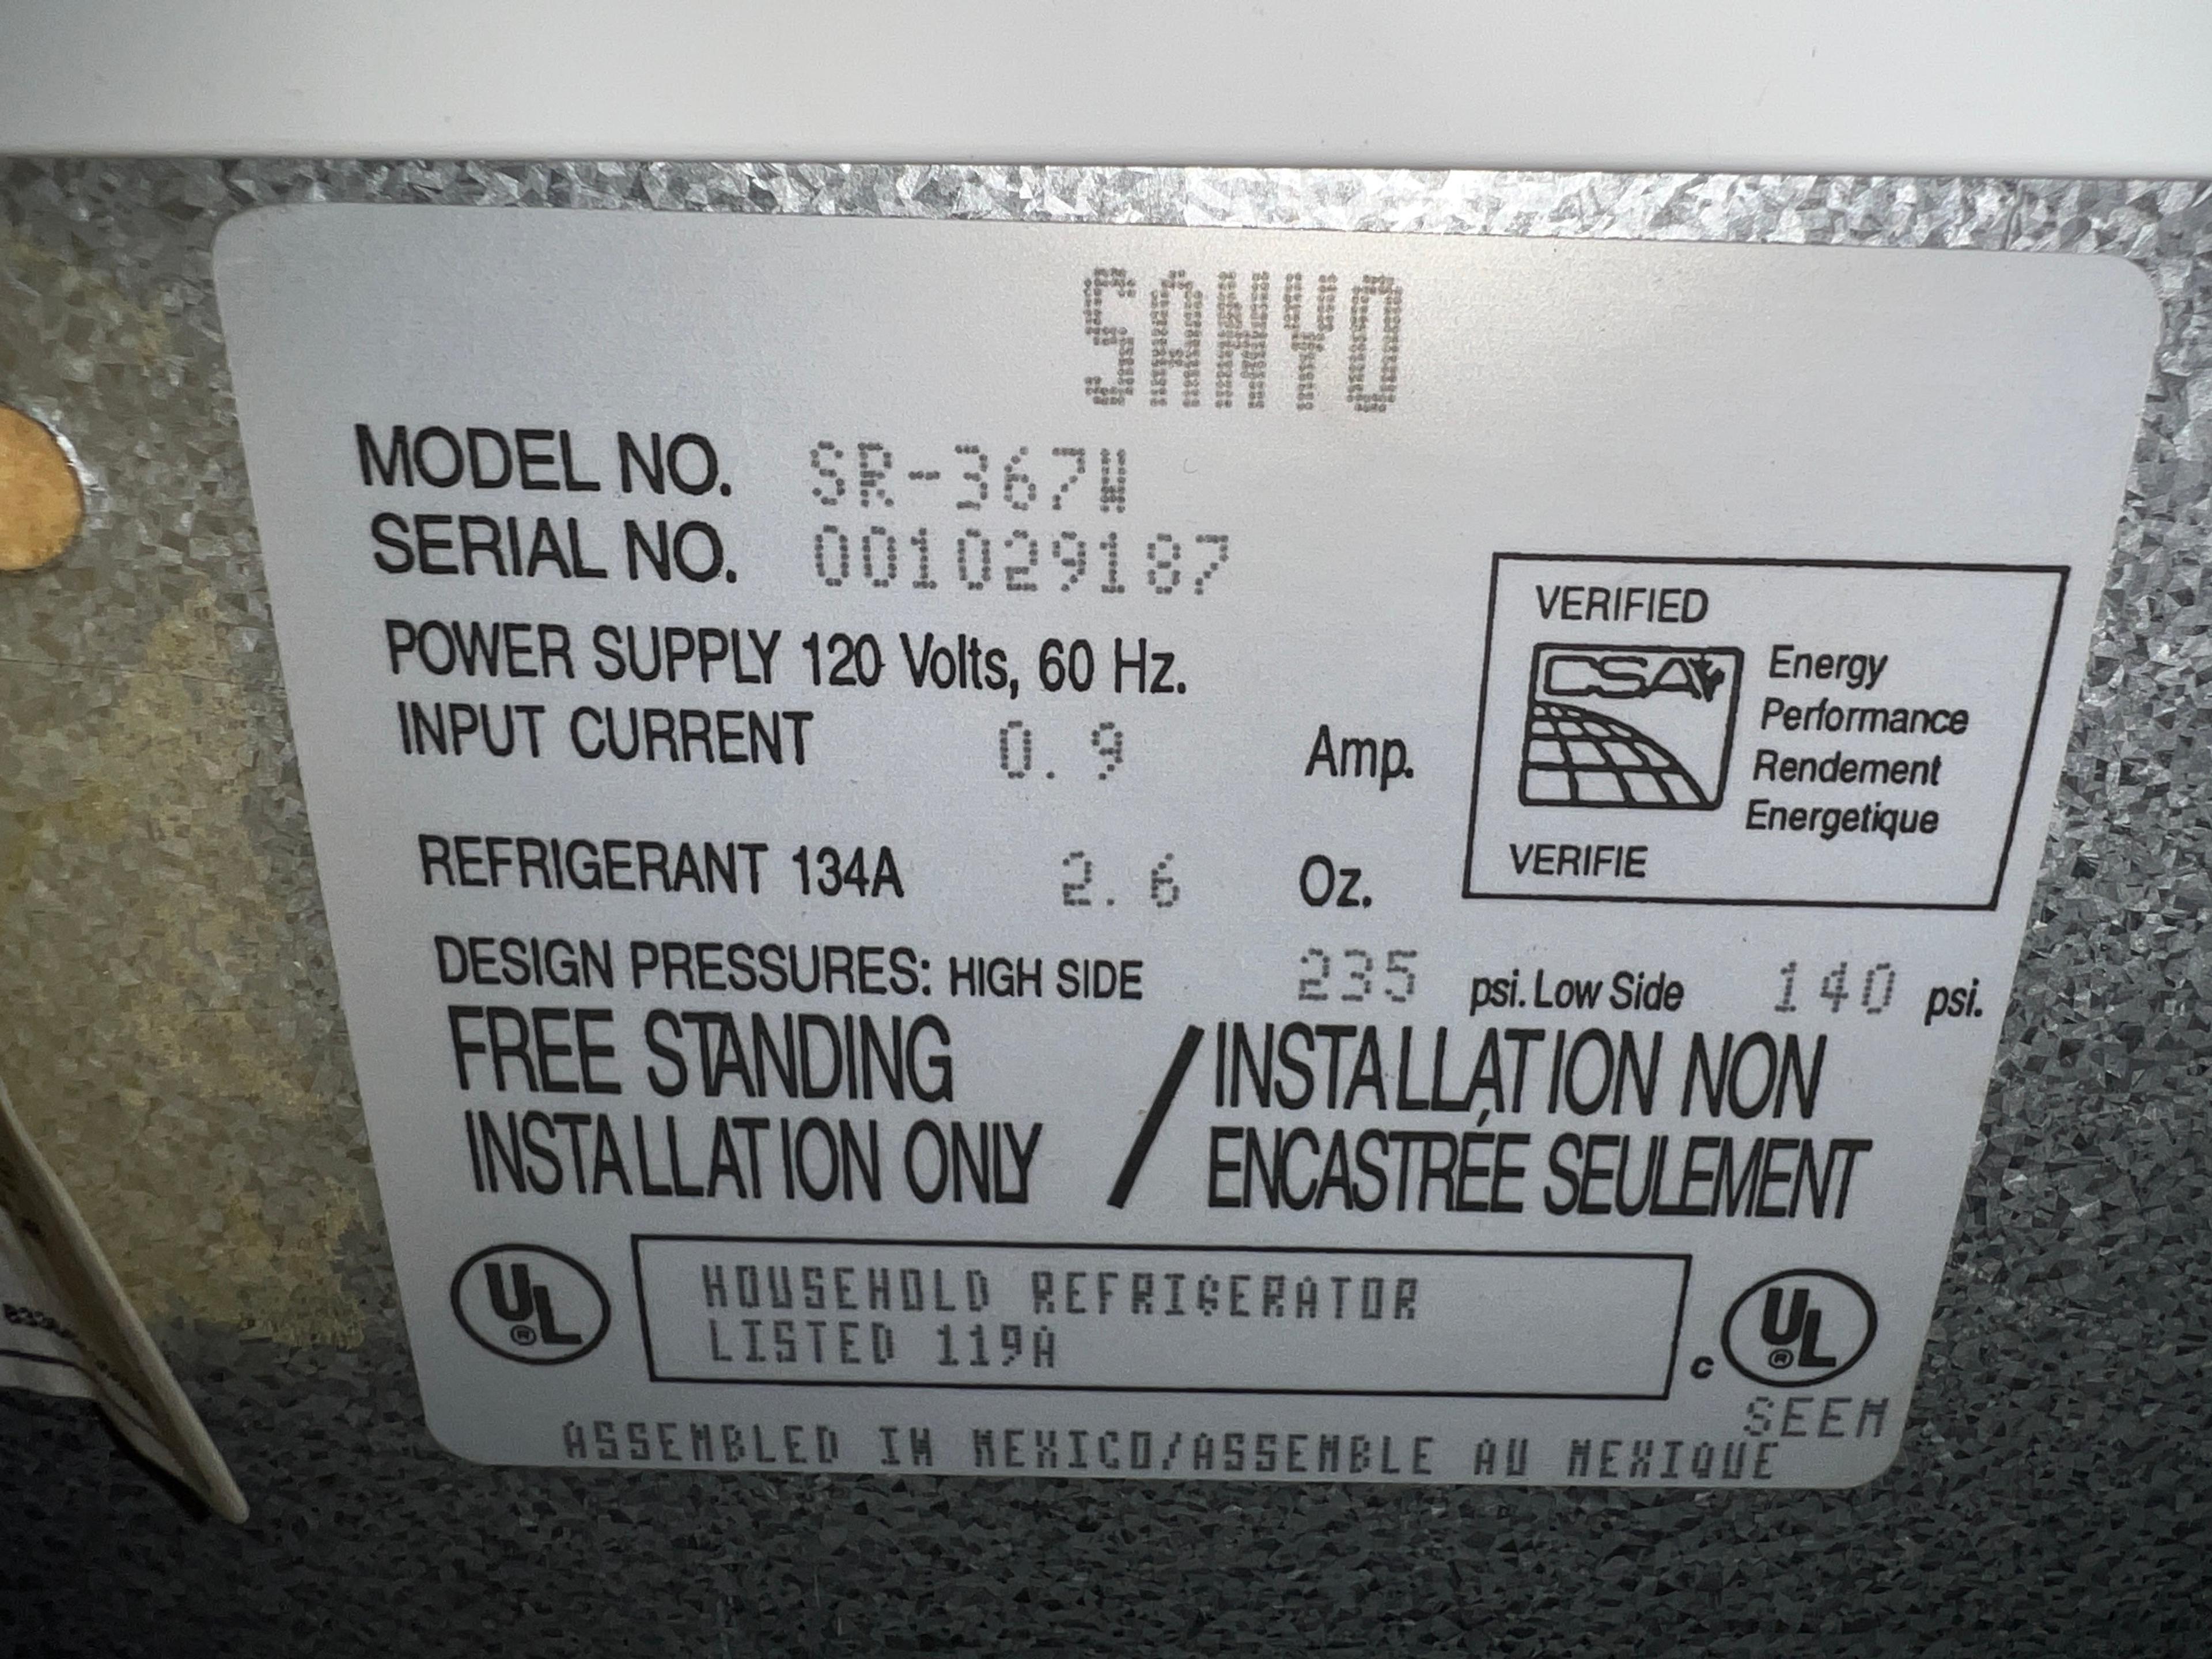 SANYO
MODEL NO. SR-367W
SERIAL NO. 001029187
POWER SUPPLY 120 Volts, 60 Hz.
INPUT CURRENT 0.9 Amp.
VERIFIED
CSA
Energy
Performance
Rendement
Energetique
VERIFIE
REFRIGERANT 134A 2.6 Oz.
DESIGN PRESSURES: HIGH SIDE 235 psi. Low Side 140 psi.
FREE STANDING
INSTALLATION ONLY
/
INSTALLATION NON
ENCASTRÉE SEULEMENT
UL®
HOUSEHOLD REFRIGERATOR
LISTED 119A
c UL®
SEEM
ASSEMBLED IN MEXICO/ASSEMBLE AU MEXIQUE